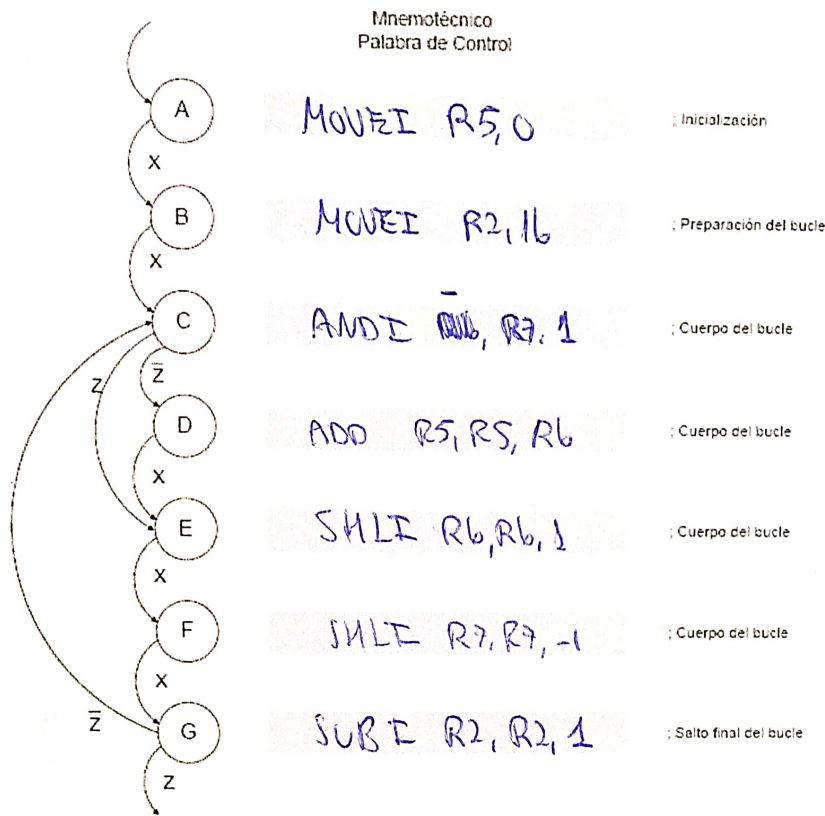 Mnemotécnico
Palabra de Control
A MOVEI R5, 0 ; Inicialización
X
B MOVEI R2, 16 ; Preparación del bucle
X
C ANDI -, R7, 1 ; Cuerpo del bucle
Z z̅
D ADD R5, R5, R6 ; Cuerpo del bucle
X
E SHLI R6, R6, 1 ; Cuerpo del bucle
X
F SHLI R7, R7, -1 ; Cuerpo del bucle
X
z̅ G SUBI R2, R2, 1 ; Salto final del bucle
Z